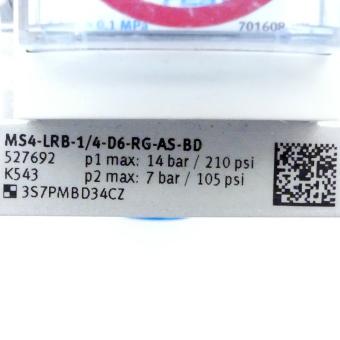 0.1 MPa
70160P
MS4-LRB-1/4-D6-RG-AS-BD
527692 p1 max: 14 bar / 210 psi
K543 p2 max: 7 bar / 105 psi
3S7PMBD34CZ